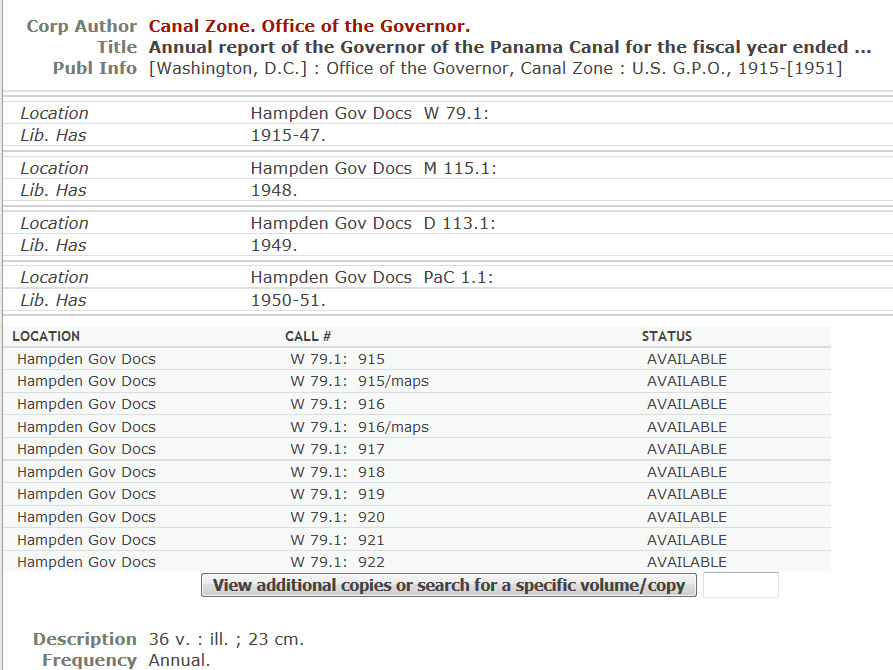 Corp Author Canal Zone. Office of the Governor.
Title Annual report of the Governor of the Panama Canal for the fiscal year ended ...
Publ Info [Washington, D.C.] : Office of the Governor, Canal Zone : U.S. G.P.O., 1915-[1951]
Location Hampden Gov Docs W 79.1:
Lib. Has 1915-47.
Location Hampden Gov Docs M 115.1:
Lib. Has 1948.
Location Hampden Gov Docs D 113.1:
Lib. Has 1949.
Location Hampden Gov Docs PaC 1.1:
Lib. Has 1950-51.
LOCATION CALL # STATUS
Hampden Gov Docs W 79.1: 915 AVAILABLE
Hampden Gov Docs W 79.1: 915/maps AVAILABLE
Hampden Gov Docs W 79.1: 916 AVAILABLE
Hampden Gov Docs W 79.1: 916/maps AVAILABLE
Hampden Gov Docs W 79.1: 917 AVAILABLE
Hampden Gov Docs W 79.1: 918 AVAILABLE
Hampden Gov Docs W 79.1: 919 AVAILABLE
Hampden Gov Docs W 79.1: 920 AVAILABLE
Hampden Gov Docs W 79.1: 921 AVAILABLE
Hampden Gov Docs W 79.1: 922 AVAILABLE
View additional copies or search for a specific volume/copy
Description 36 v. : ill. ; 23 cm.
Frequency Annual.